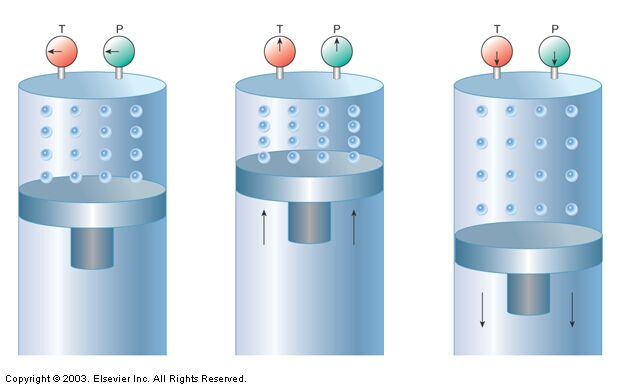 T P T P T P
Copyright © 2003. Elsevier Inc. All Rights Reserved.